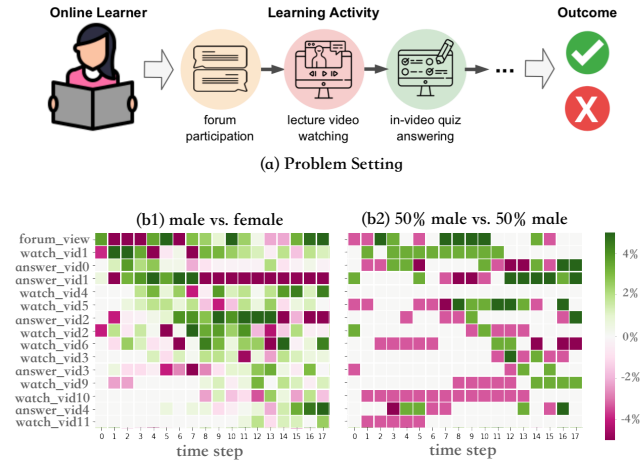 Online Learner
Learning Activity
Outcome
...
X
forum
participation
lecture video
watching
in-video quiz
answering
(a) Problem Setting
(b1) male vs. female
(b2) 50% male vs. 50% male
forum_view
watch_vid1
answer_vid0
answer_vid1
watch_vid4
watch_vid5
answer_vid2
watch_vid2
watch_vid6
watch_vid3
answer_vid3
watch_vid9
watch_vid10
answer_vid4
watch_vid11
0 1 2 3 4 5 6 7 8 9 10 11 12 13 14 15 16 17
0 1 2 3 4 5 6 7 8 9 10 11 12 13 14 15 16 17
time step
time step
4%
2%
0%
-2%
-4%